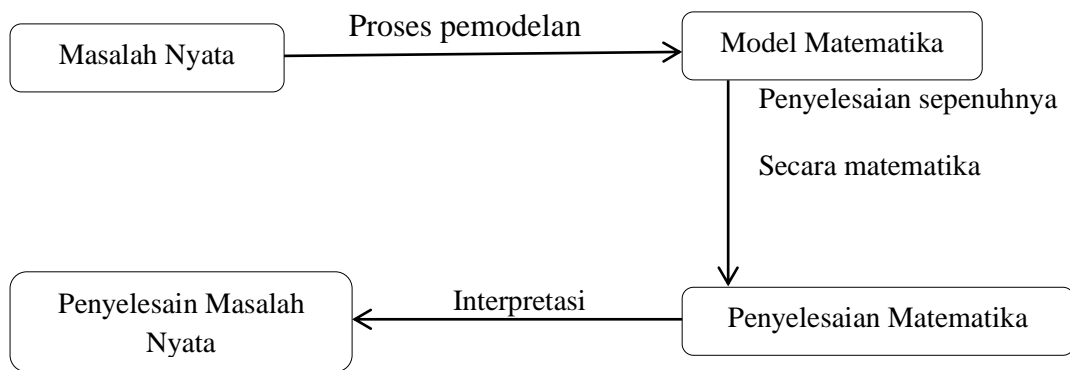 Proses pemodelan
Masalah Nyata
Model Matematika
Penyelesaian sepenuhnya
Secara matematika
Penyelesain Masalah
Nyata
Interpretasi
Penyelesaian Matematika